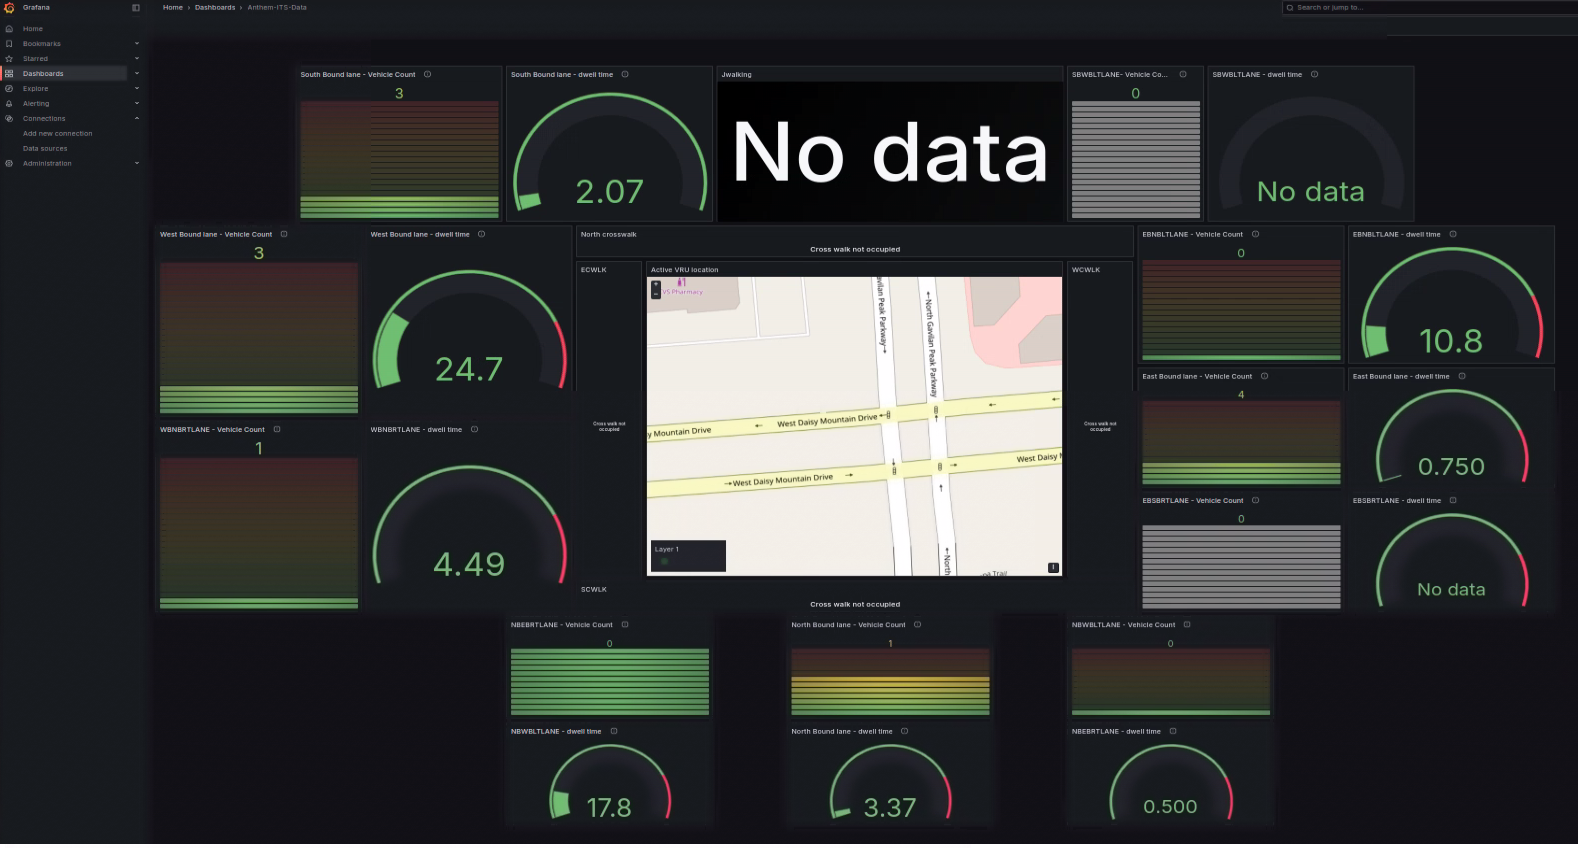 Grafana
Home › Dashboards › Anthem-ITS-Data
Search or jump to...
Home
Bookmarks
Starred
Dashboards
Explore
Alerting
Connections
Add new connection
Data sources
Administration
South Bound lane - Vehicle Count
3
South Bound lane - dwell time
2.07
Jwalking
No data
SBWBLTLANE- Vehicle Co...
0
SBWBLTLANE - dwell time
No data
West Bound lane - Vehicle Count
3
West Bound lane - dwell time
24.7
North crosswalk
Cross walk not occupied
EBNBLTLANE - Vehicle Count
0
EBNBLTLANE - dwell time
10.8
ECWLK
Cross walk not
occupied
Active VRU location
+
-
VS Pharmacy
avilan Peak Parkway→
←North Gavilan Peak Parkway
West Daisy Mountain Drive
y Mountain Drive
West Daisy M
→West Daisy Mountain Drive
←North
Trail
Layer 1
i
WCWLK
Cross walk not
occupied
East Bound lane - Vehicle Count
4
East Bound lane - dwell time
0.750
WBNBRTLANE - Vehicle Count
1
WBNBRTLANE - dwell time
4.49
EBSBRTLANE - Vehicle Count
0
EBSBRTLANE - dwell time
No data
SCWLK
Cross walk not occupied
NBEBRTLANE - Vehicle Count
0
North Bound lane - Vehicle Count
1
NBWBLTLANE - Vehicle Count
0
NBWBLTLANE - dwell time
17.8
North Bound lane - dwell time
3.37
NBEBRTLANE - dwell time
0.500